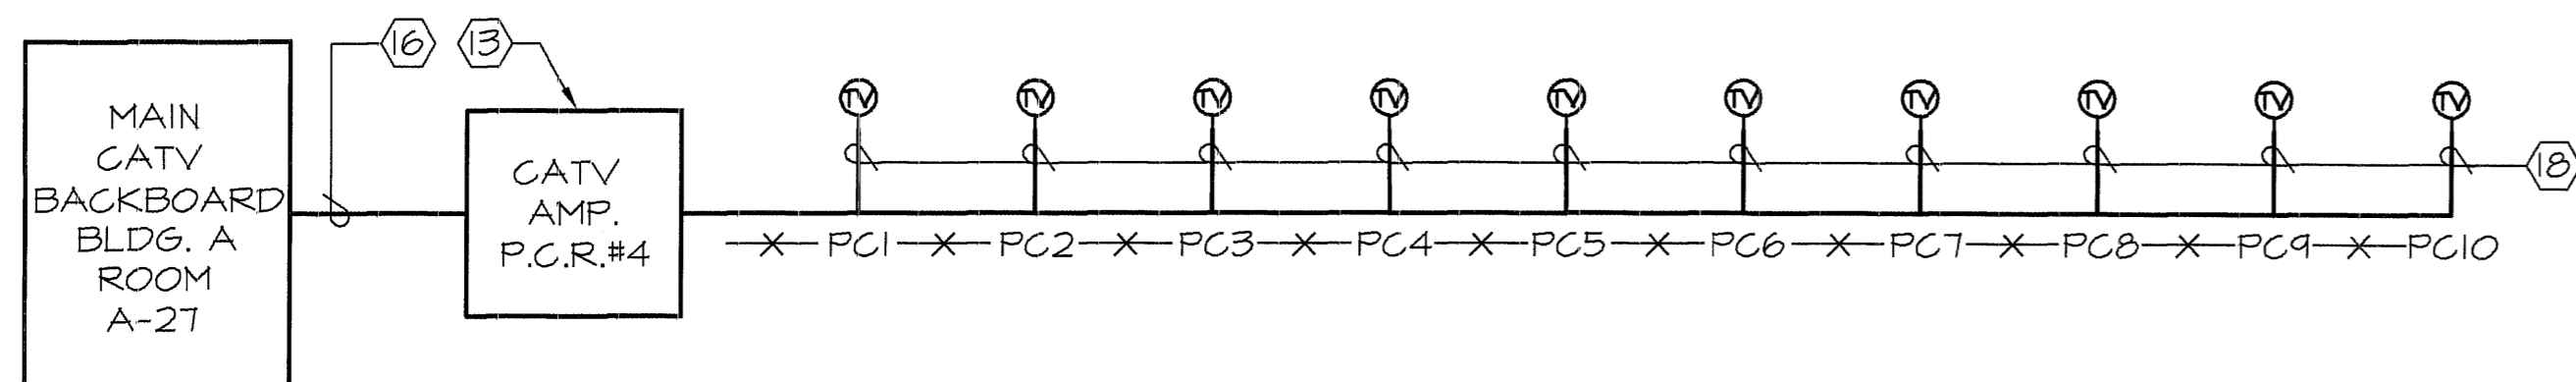 16 13
MAIN
CATV
BACKBOARD
BLDG. A
ROOM
A-27
CATV
AMP.
P.C.R.#4
TV TV TV TV TV TV TV TV TV TV
18
X PC1 X PC2 X PC3 X PC4 X PC5 X PC6 X PC7 X PC8 X PC9 X PC10